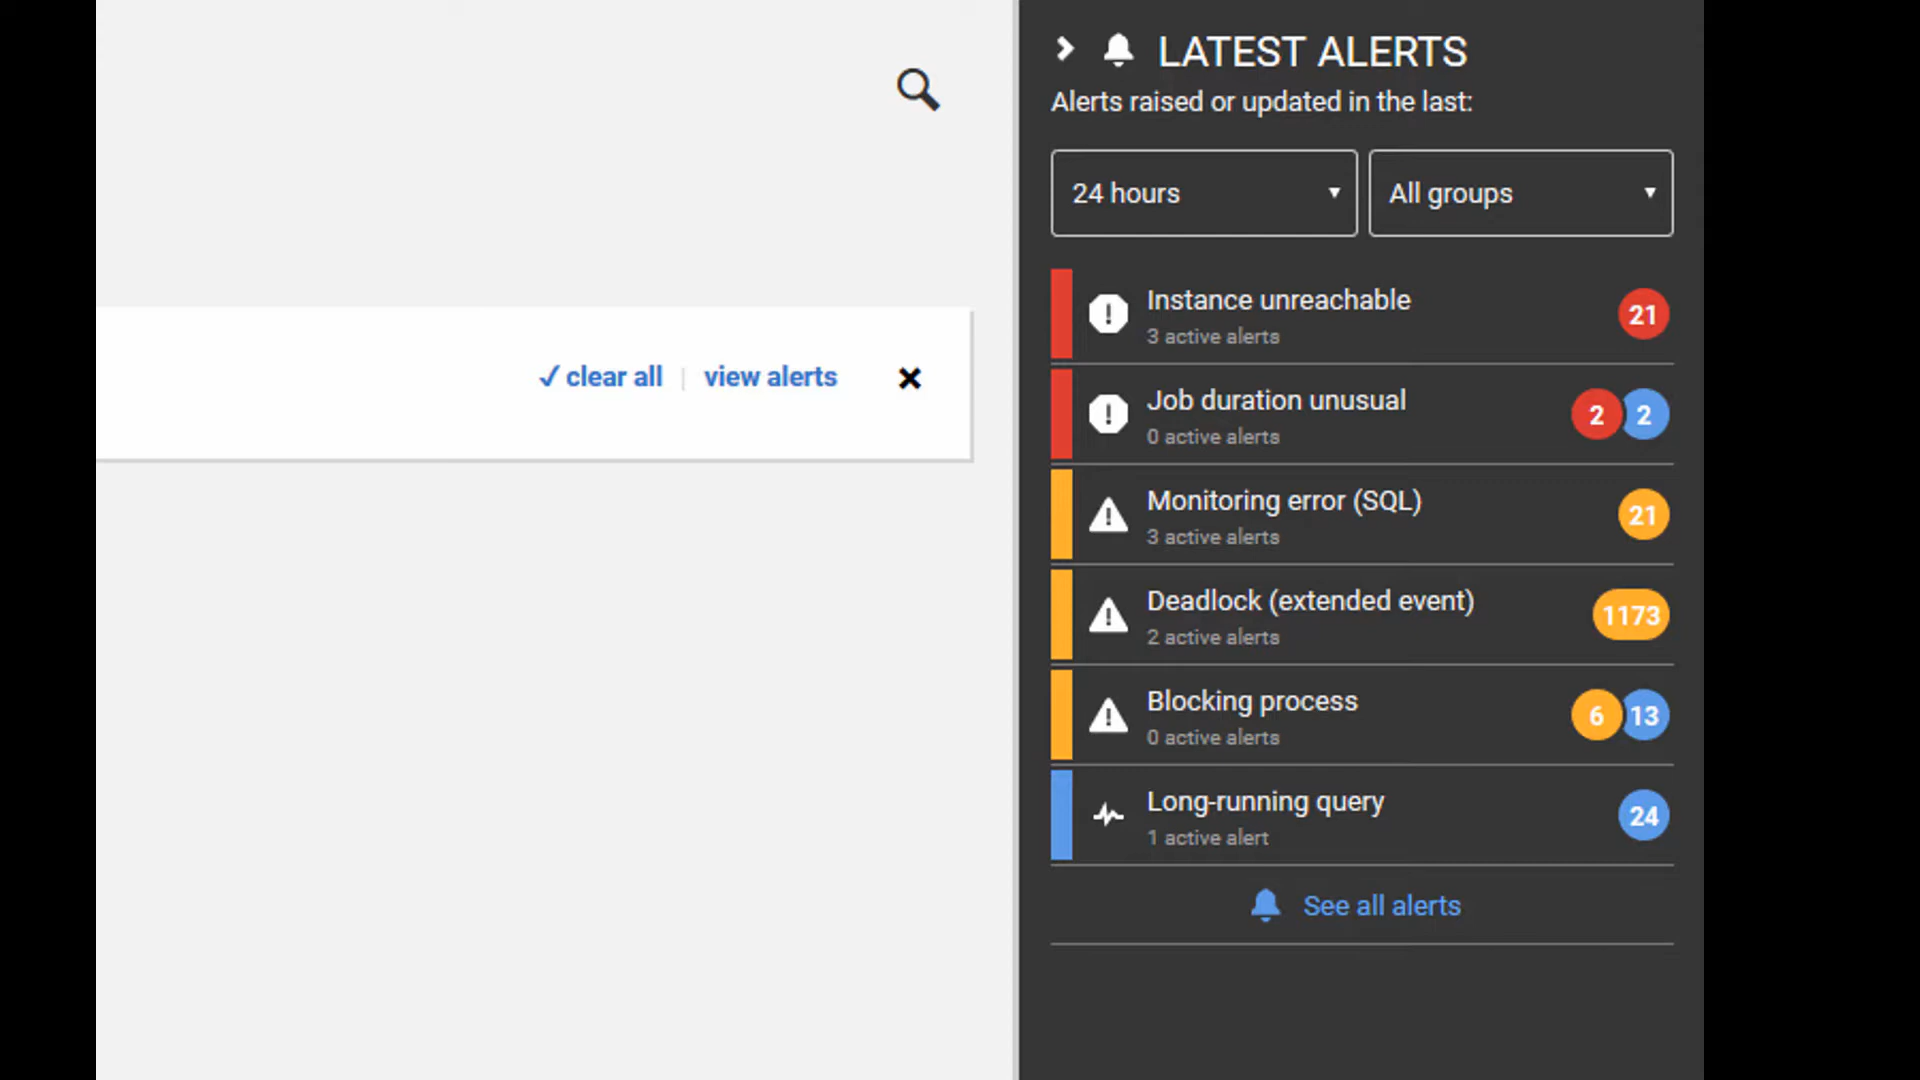 LATEST ALERTS
Alerts raised or updated in the last:
24 hours All groups
✓ clear all | view alerts
Instance unreachable 21
3 active alerts
Job duration unusual 2 2
0 active alerts
Monitoring error (SQL) 21
3 active alerts
Deadlock (extended event) 1173
2 active alerts
Blocking process 6 13
0 active alerts
Long-running query 24
1 active alert
See all alerts